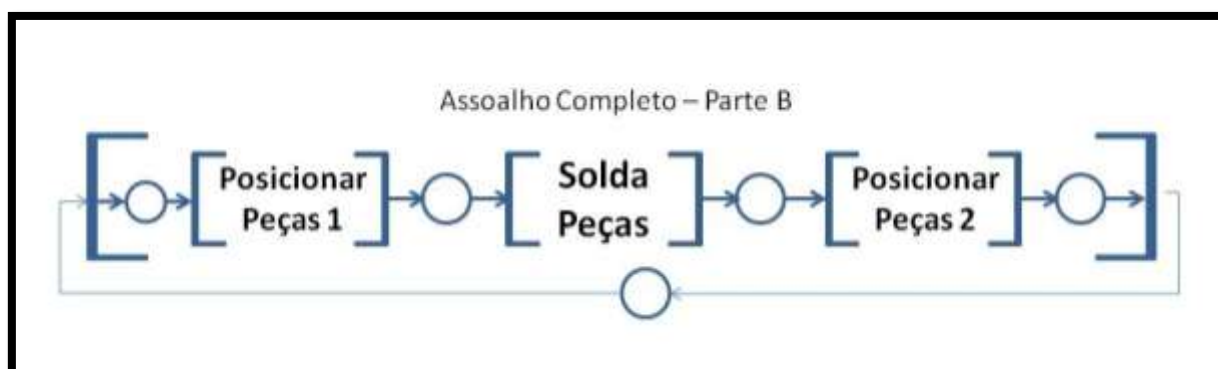 Assoalho Completo – Parte B
Posicionar
Peças 1
Solda
Peças
Posicionar
Peças 2